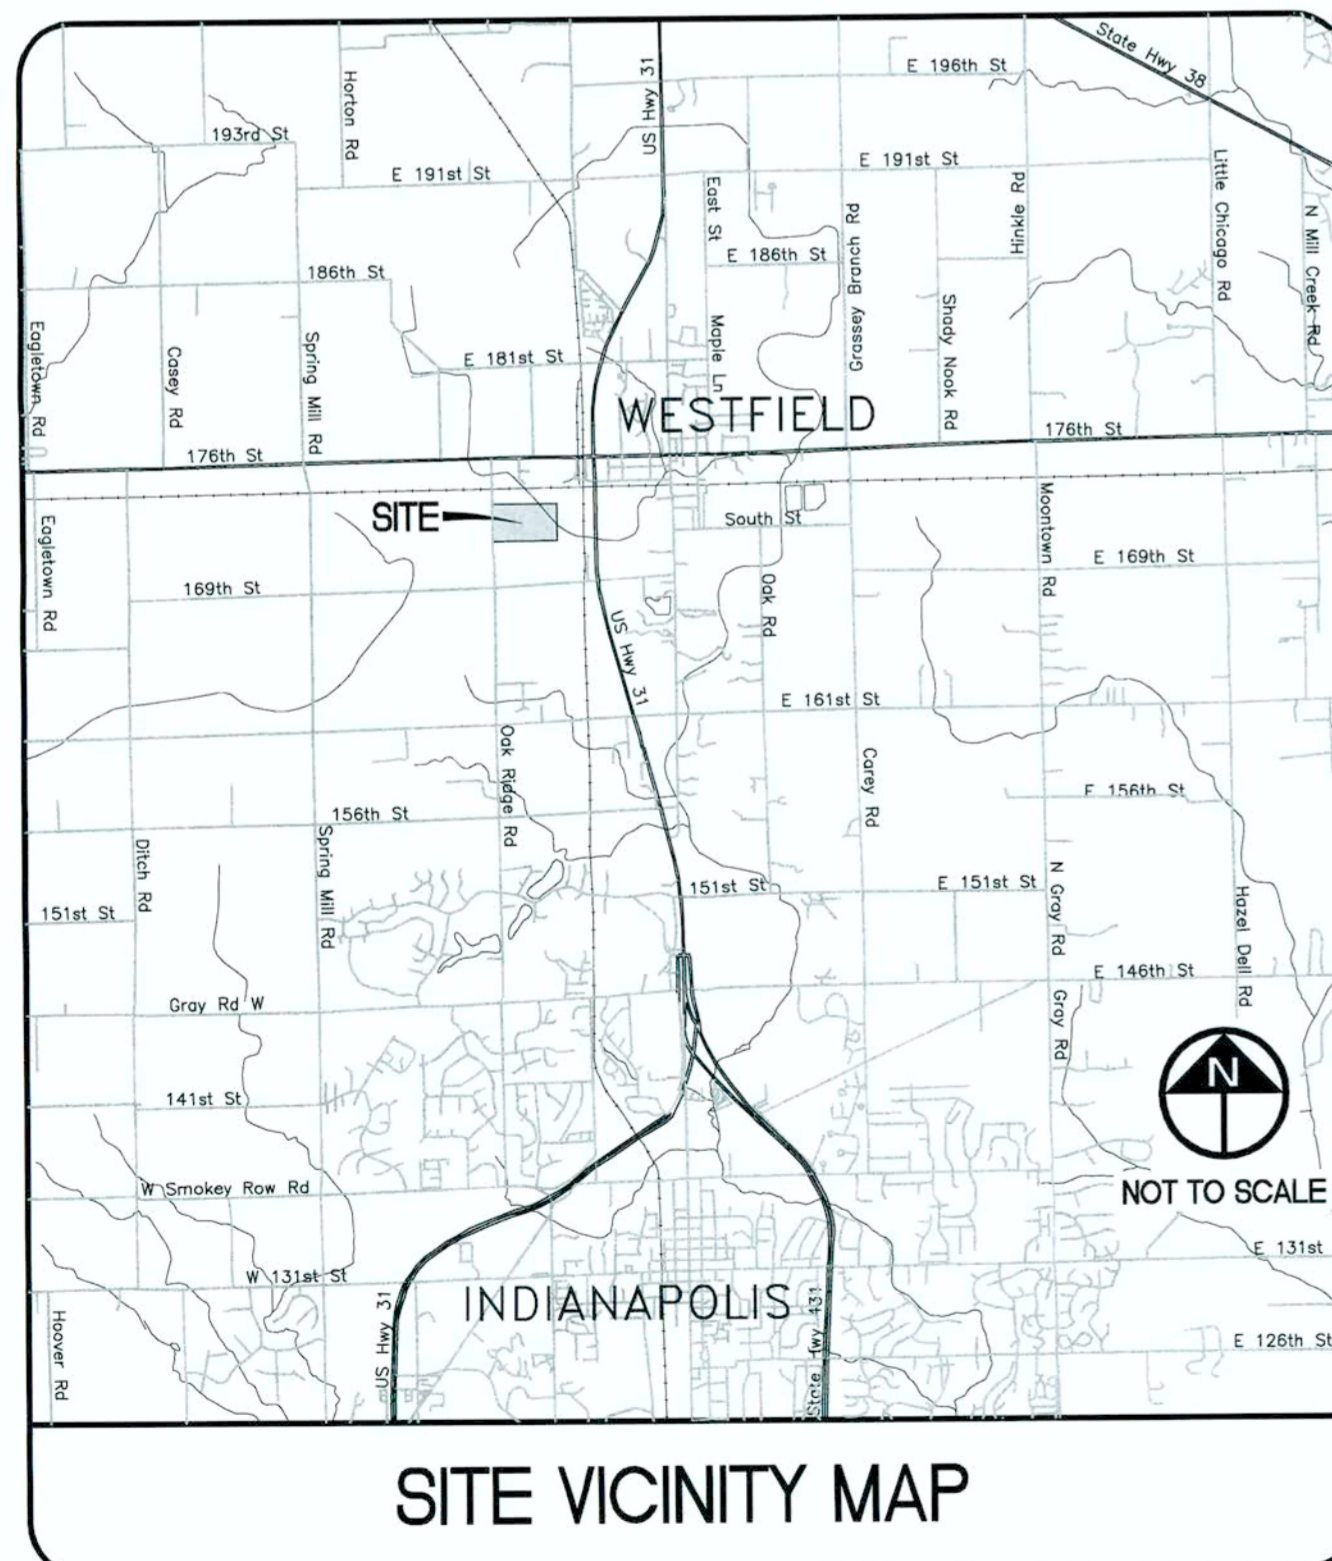 State Hwy 38
US Hwy 31
E 196th St
Horton Rd
193rd St
E 191st St
E 191st St
East St
Grassey Branch Rd
Hinkle Rd
Little Chicago Rd
N Mill Creek Rd
E 186th St
186th St
Eagletown Rd
Casey Rd
Spring Mill Rd
E 181st St
Maple Ln
Shady Nook Rd
WESTFIELD
176th St
176th St
SITE
South St
Moontown Rd
Eagletown Rd
169th St
Oak Rd
E 169th St
US Hwy 31
E 161st St
Oak Ridge Rd
Carey Rd
156th St
E 156th St
Ditch Rd
Spring Mill Rd
151st St
151st St
E 151st St
N Gray Rd
Hazel Dell Rd
E 146th St
Gray Rd W
Gray Rd
141st St
N
W Smokey Row Rd
NOT TO SCALE
E 131st
W 131st St
INDIANAPOLIS
Hoover Rd
US Hwy 31
State Hwy 431
E 126th St
SITE VICINITY MAP